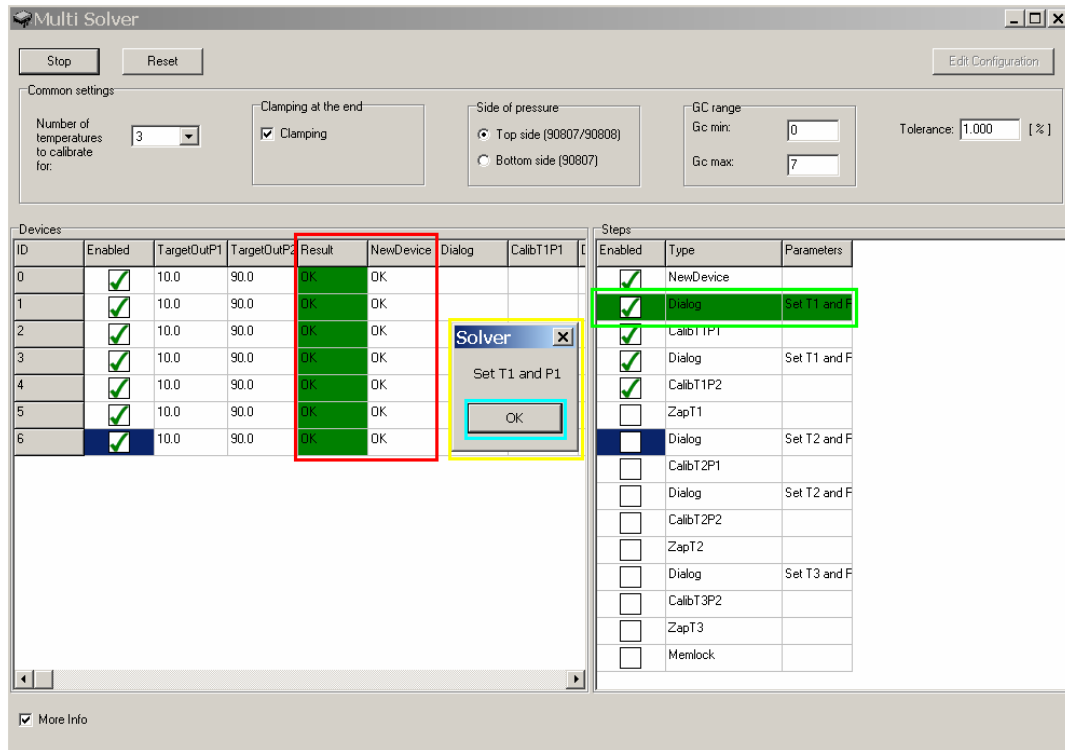 Multi Solver
Stop Reset Edit Configuration
Common settings
Number of
temperatures
to calibrate
for:
3
Clamping at the end
Clamping
Side of pressure
Top side (90807/90808)
Bottom side (90807)
GC range
Gc min: 0
Gc max: 7
Tolerance: 1.000 [ % ]
Devices
ID Enabled TargetOutP1 TargetOutP2 Result NewDevice Dialog CalibT1P1
0 10.0 90.0 OK OK
1 10.0 90.0 OK OK
2 10.0 90.0 OK OK
3 10.0 90.0 OK OK
4 10.0 90.0 OK OK
5 10.0 90.0 OK OK
6 10.0 90.0 OK OK
Solver
Set T1 and P1
OK
Steps
Enabled Type Parameters
NewDevice
Dialog Set T1 and
CalibT1P1
Dialog Set T1 and
CalibT1P2
ZapT1
Dialog Set T2 and
CalibT2P1
Dialog Set T2 and
CalibT2P2
ZapT2
Dialog Set T3 and
CalibT3P2
ZapT3
Memlock
More Info